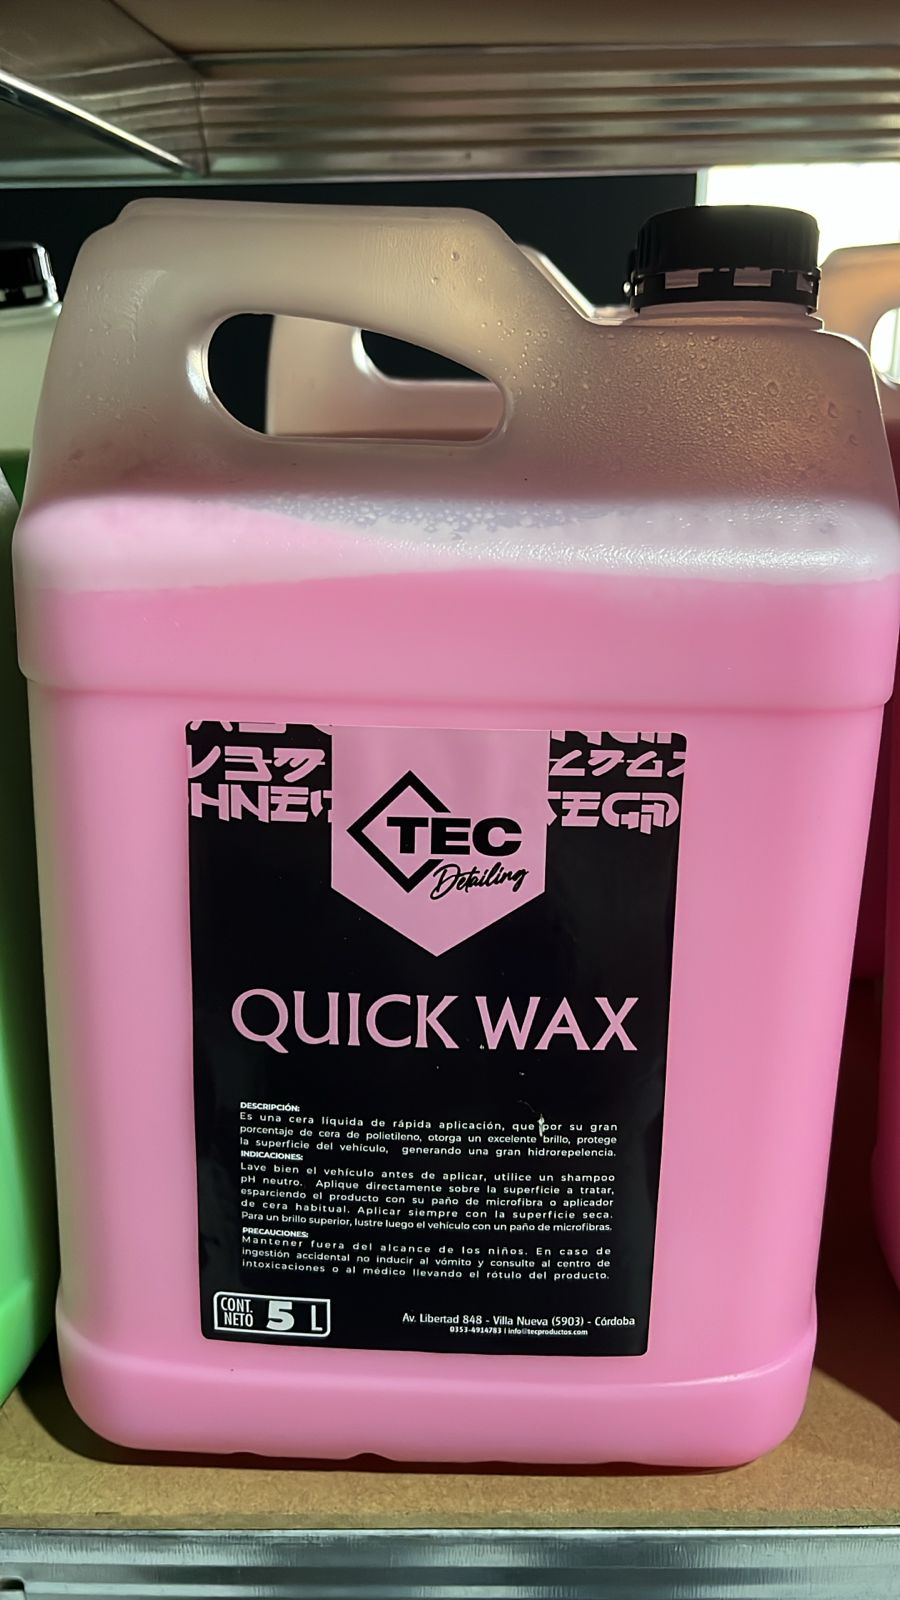 TEC
Detailing
QUICK WAX
DESCRIPCIÓN:
Es una cera líquida de rápida aplicación, que por su gran
porcentaje de cera de polietileno, otorga un excelente brillo, protege
la superficie del vehículo, generando una gran hidrorepelencia.
INDICACIONES:
Lave bien el vehículo antes de aplicar, utilice un shampoo
pH neutro. Aplique directamente sobre la superficie a tratar,
esparciendo el producto con su paño de microfibra o aplicador
de cera habitual. Aplicar siempre con la superficie seca.
Para un brillo superior, lustre luego el vehículo con un paño de microfibras.
PRECAUCIONES:
Mantener fuera del alcance de los niños. En caso de
ingestión accidental no inducir al vómito y consulte al centro de
intoxicaciones o al médico llevando el rótulo del producto.
CONT.
NETO 5 L
Av. Libertad 848 - Villa Nueva (5903) - Córdoba
0353-4914783 | info@tecproductos.com